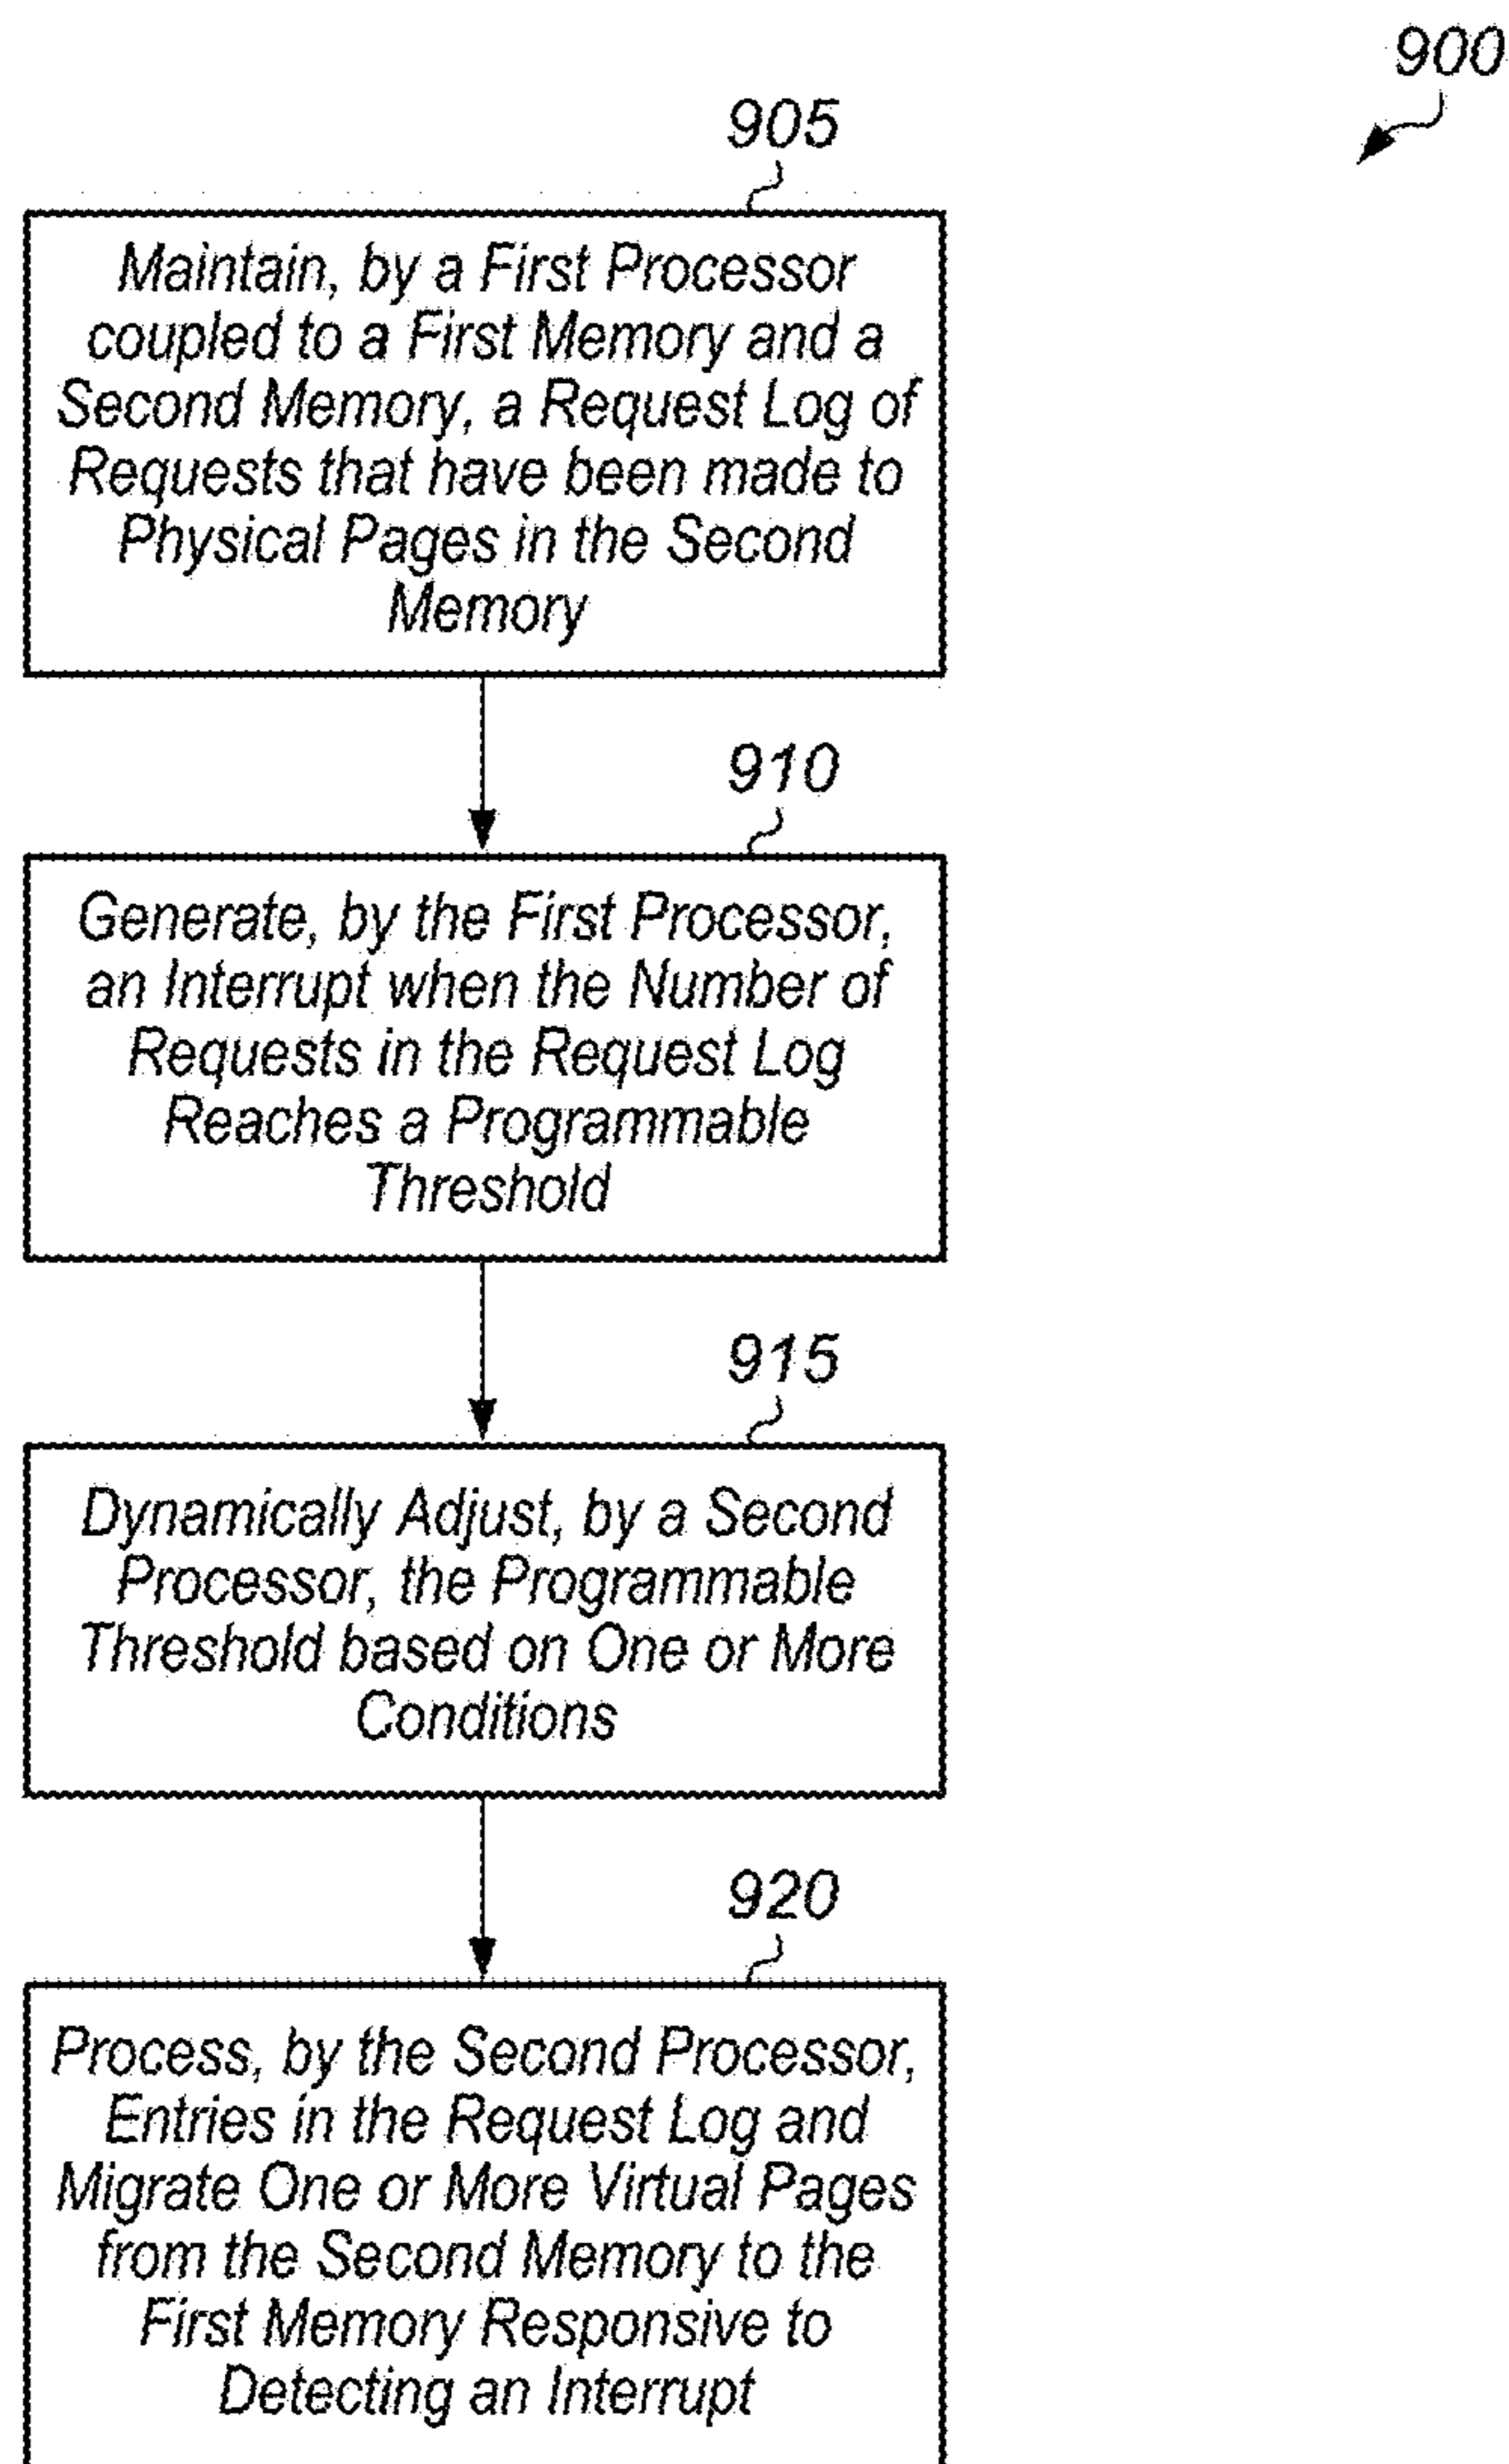 900
905
Maintain, by a First Processor
coupled to a First Memory and a
Second Memory, a Request Log of
Requests that have been made to
Physical Pages in the Second
Memory
910
Generate, by the First Processor,
an Interrupt when the Number of
Requests in the Request Log
Reaches a Programmable
Threshold
915
Dynamically Adjust, by a Second
Processor, the Programmable
Threshold based on One or More
Conditions
920
Process, by the Second Processor,
Entries in the Request Log and
Migrate One or More Virtual Pages
from the Second Memory to the
First Memory Responsive to
Detecting an Interrupt